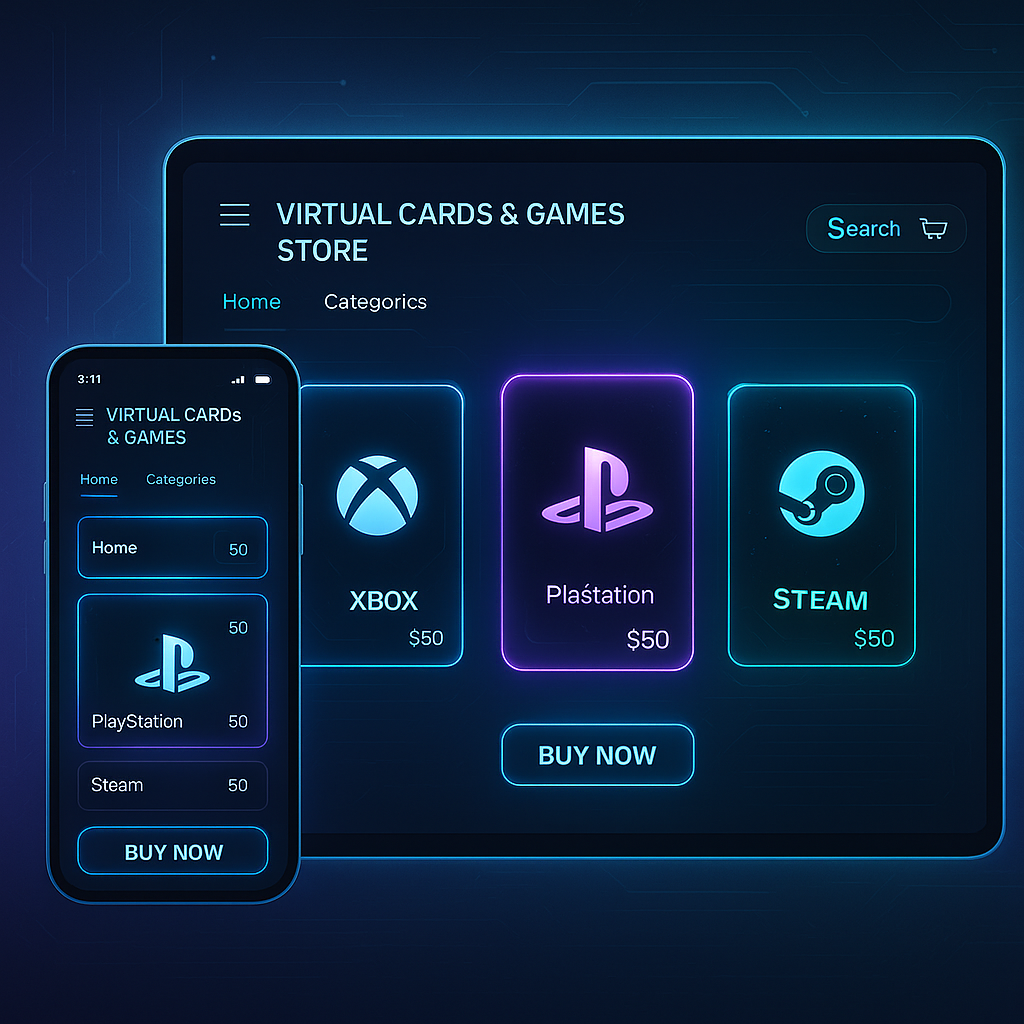 VIRTUAL CARDS & GAMES
STORE
Search
Home Categorics
XBOX
$50
Plaśtation
$50
STEAM
$50
BUY NOW
3:11
VIRTUAL CARDs
& GAMES
Home Categories
Home 50
50
PlayStation 50
Steam 50
BUY NOW